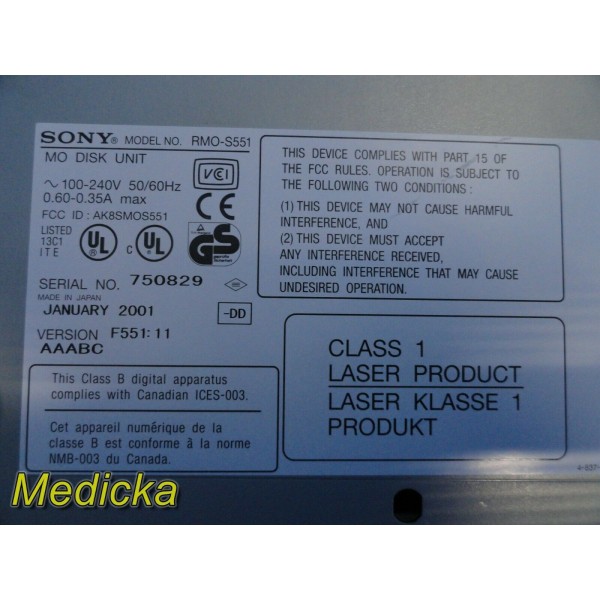 SONY® MODEL NO. RMO-S551
MO DISK UNIT
~ 100-240V 50/60Hz
0.60-0.35A max
FCC ID : AK8SMOS551
VCI
CE
LISTED
13C1
I T E
UL
C UL
GS
geprüfte
Sicherheit
SERIAL NO. 750829
MADE IN JAPAN
JANUARY 2001
-DD
VERSION F551: 11
AAABC
This Class B digital apparatus
complies with Canadian ICES-003.
Cet appareil numérique de la
classe B est conforme à la norme
NMB-003 du Canada.
THIS DEVICE COMPLIES WITH PART 15 OF
THE FCC RULES. OPERATION IS SUBJECT TO
THE FOLLOWING TWO CONDITIONS :
(1) THIS DEVICE MAY NOT CAUSE HARMFUL
INTERFERENCE, AND
(2) THIS DEVICE MUST ACCEPT
ANY INTERFERENCE RECEIVED,
INCLUDING INTERFERENCE THAT MAY CAUSE
UNDESIRED OPERATION.
CLASS 1
LASER PRODUCT
LASER KLASSE 1
PRODUKT
4-837-
Medicka